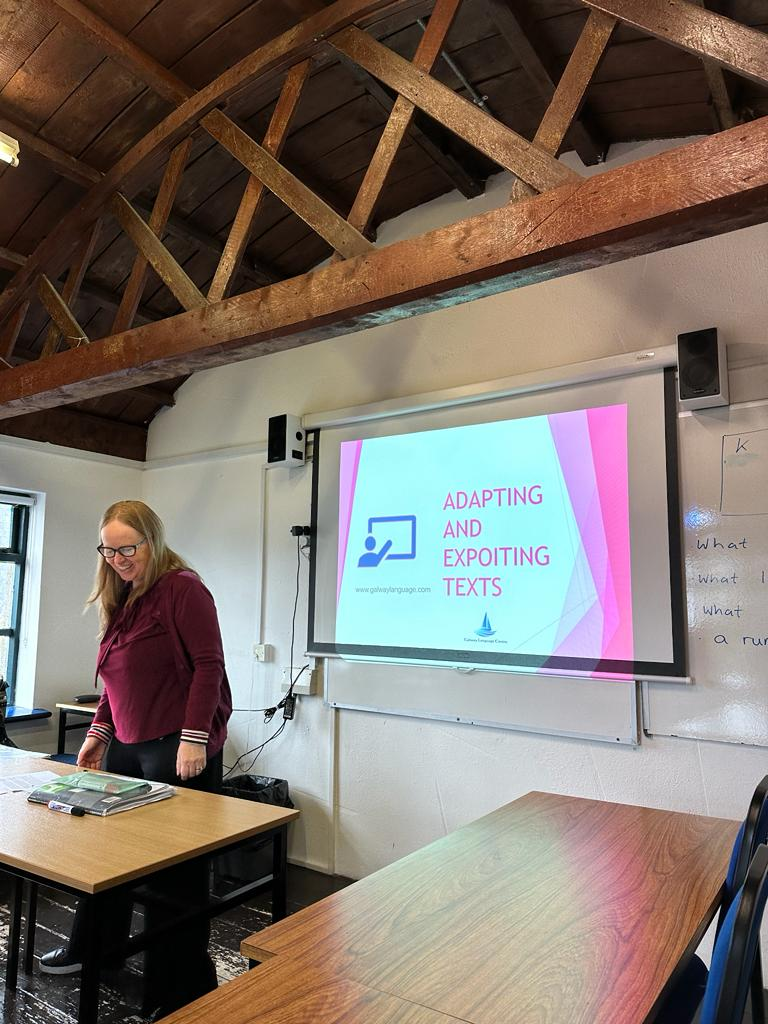 ADAPTING
AND
EXPOITING
TEXTS
www.galwaylanguage.com
Galway Language Centre
K
What
What
What
a